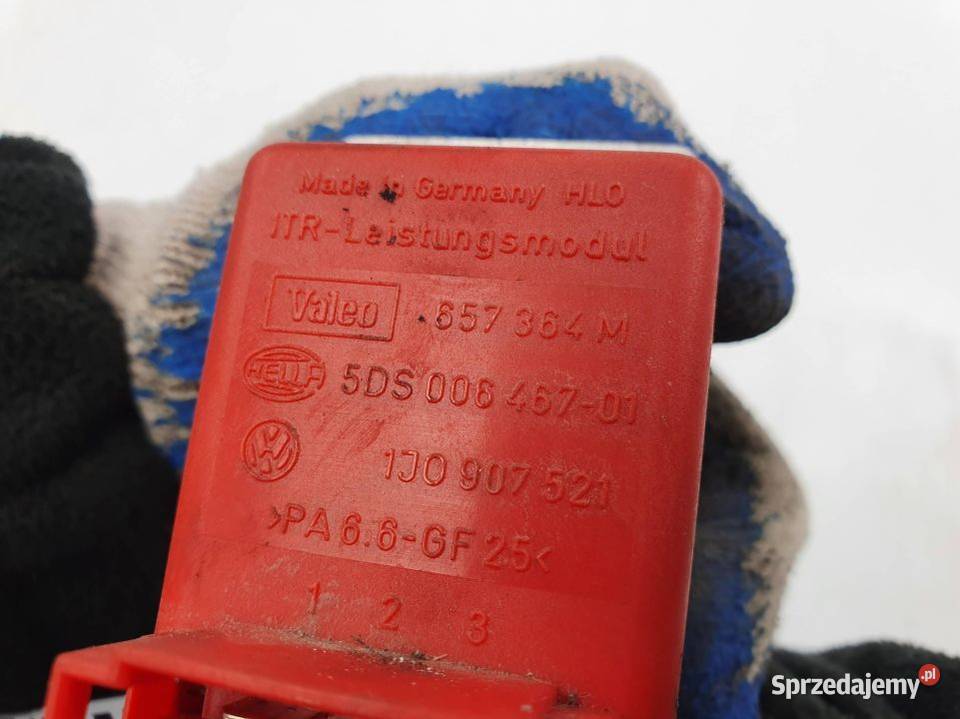 Made in Germany HLO
ITR-Leistungsmodul
Valeo 657 364 M
HELLA 5DS 006 467-01
VW 1J0 907 521
>PA 6.6-GF 25<
1 2 3
Sprzedajemy.pl